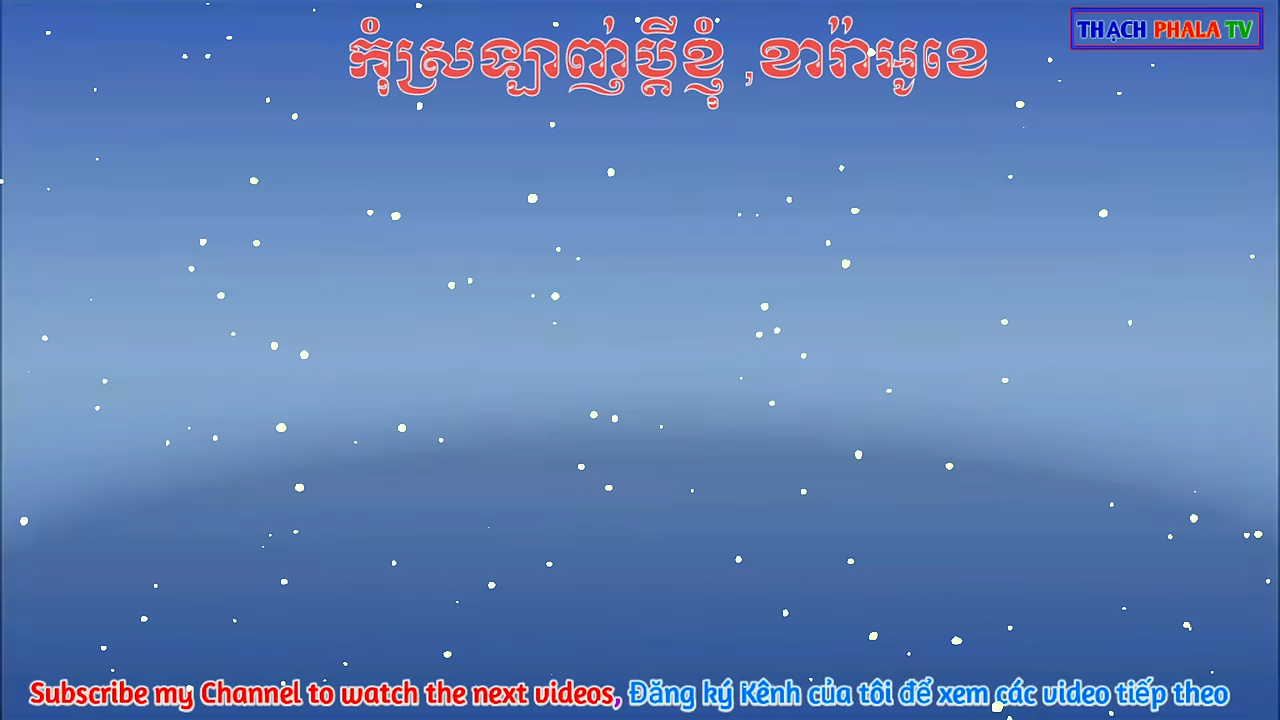 កុំស្រឡាញ់ប្ដីខ្ញុំ ,ខារ៉ាអូខេ
THẠCH PHALA TV
Subscribe my Channel to watch the next videos, Đăng ký Kênh của tôi để xem các video tiếp theo